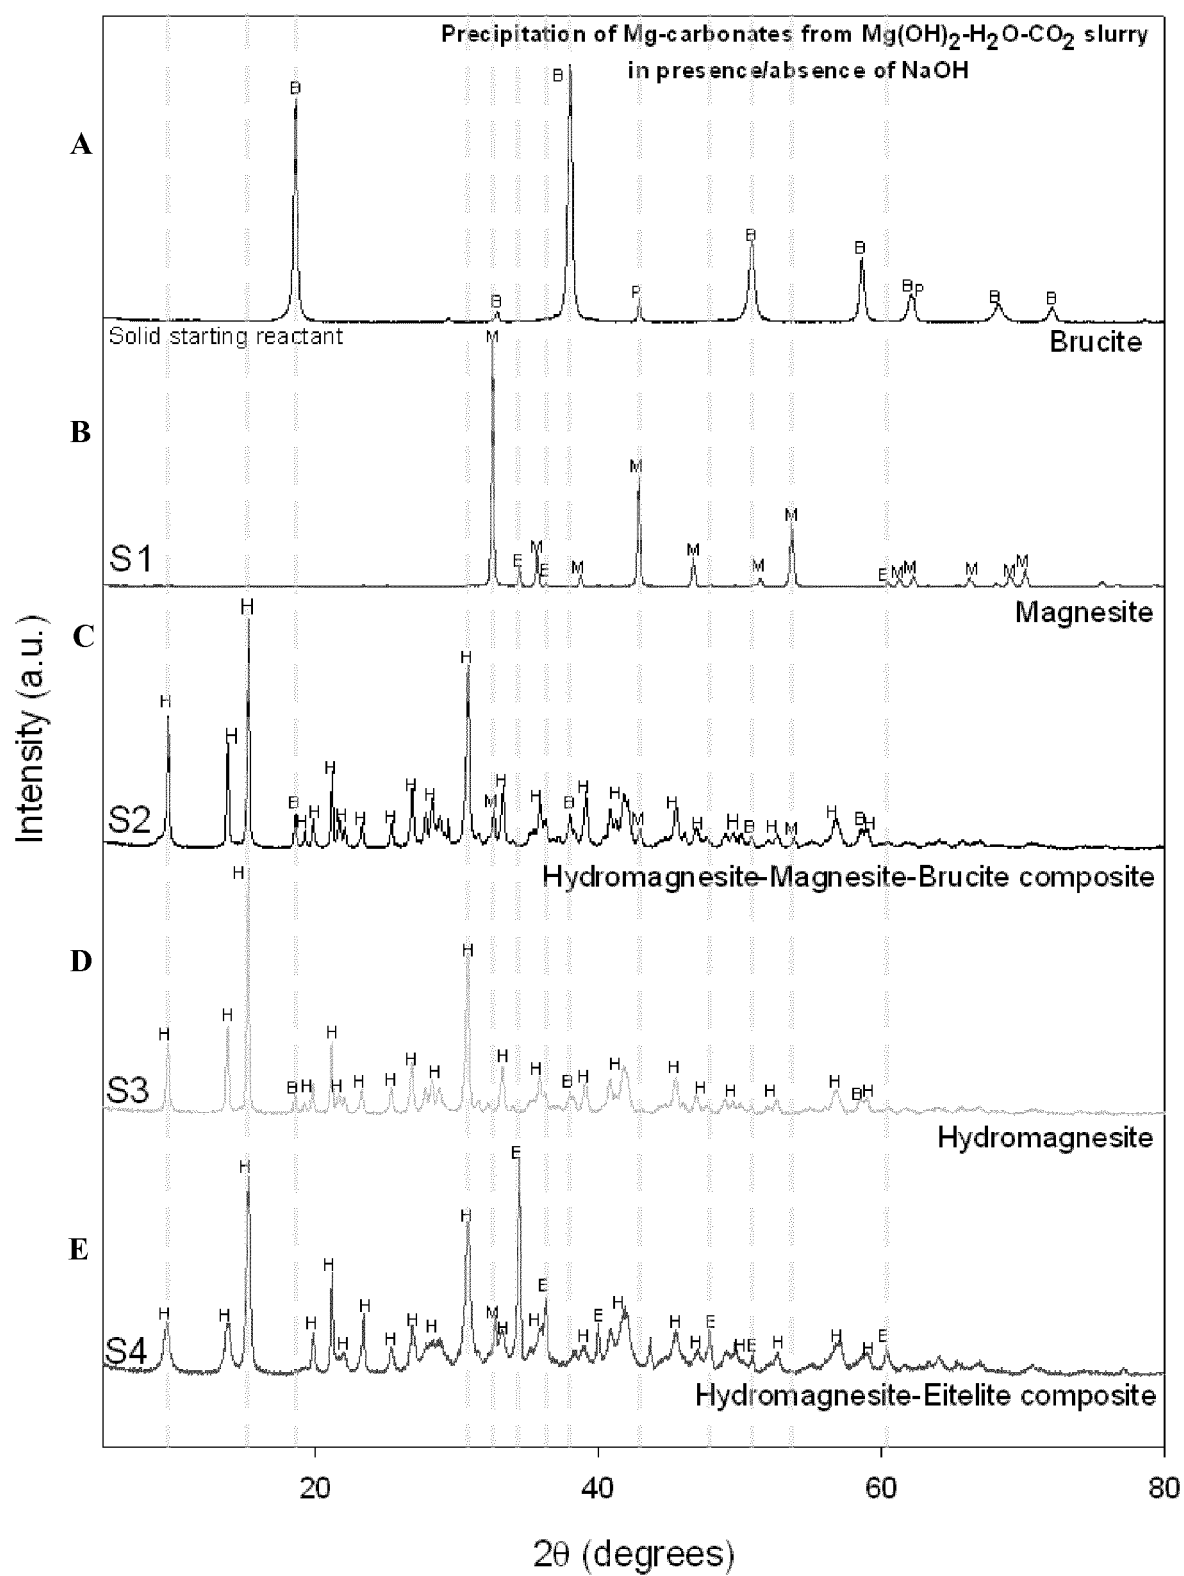 Precipitation of Mg-carbonates from Mg(OH)2-H2O-CO2 slurry
in presence/absence of NaOH
A
B B B B P B B P B B B
Solid starting reactant
Brucite
B
M E M E M M M M M E M M M M M
S1
Magnesite
C
H H H B H H H H H H H H H M H H B H H M H H B H M H B H
S2
Hydromagnesite-Magnesite-Brucite composite
D
H H H B H H H H H H H H H H B H H H H H H B H
S3
Hydromagnesite
E
H H H H H H H H H H M H E H E H E H H H E H E H H H E
S4
Hydromagnesite-Eitelite composite
Intensity (a.u.)
20 40 60 80
2θ (degrees)